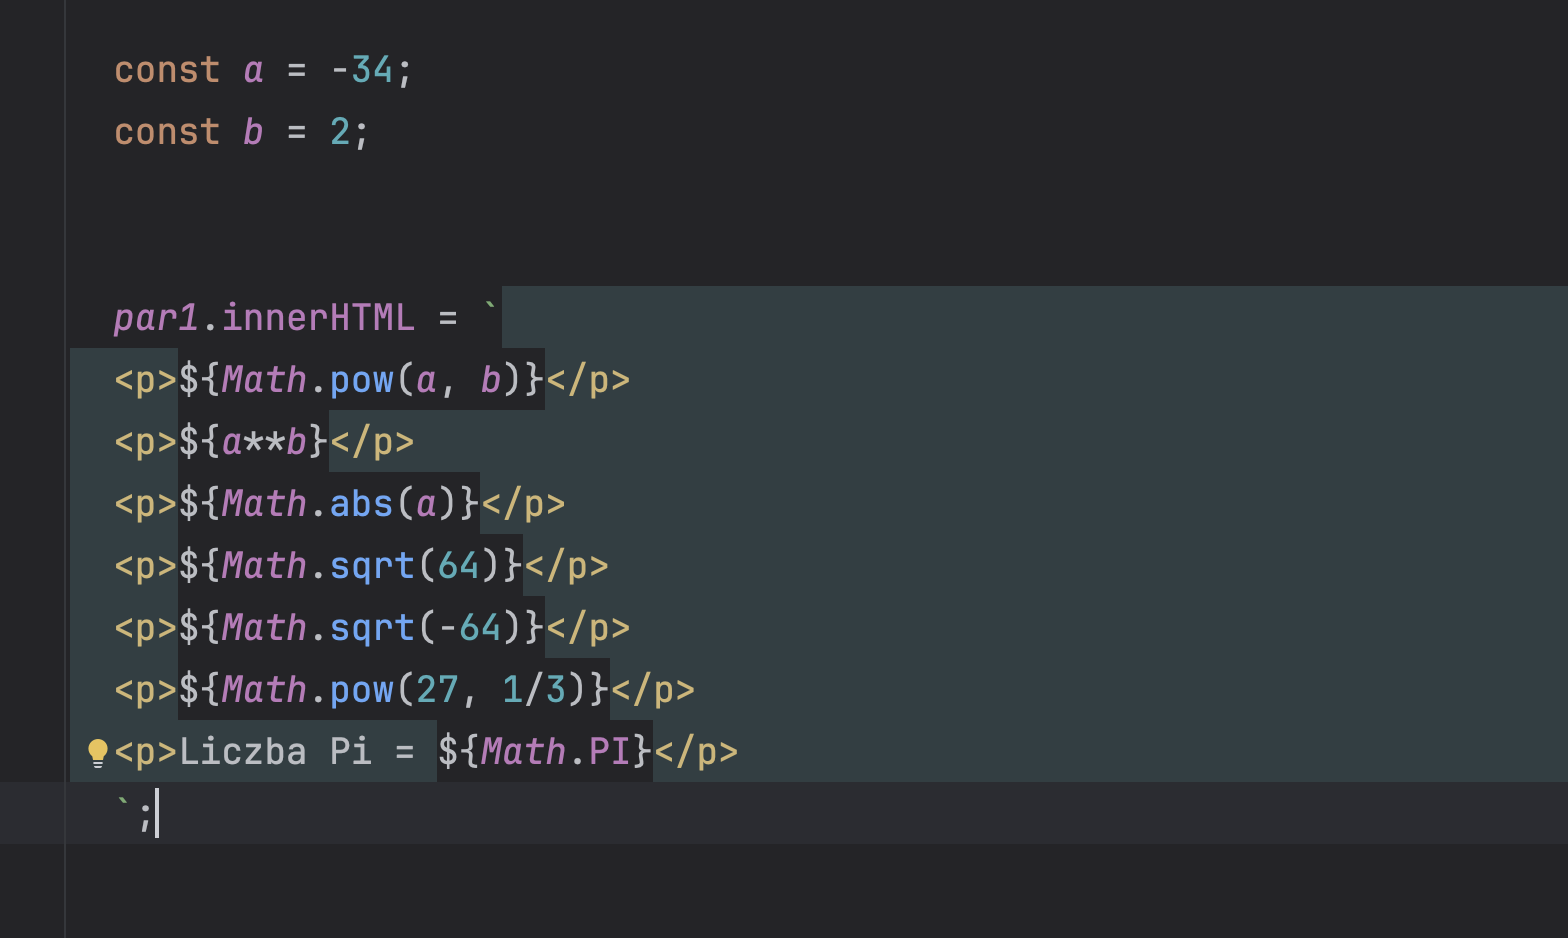 const a = -34;
const b = 2;
par1.innerHTML = `
<p>${Math.pow(a, b)}</p>
<p>${a**b}</p>
<p>${Math.abs(a)}</p>
<p>${Math.sqrt(64)}</p>
<p>${Math.sqrt(-64)}</p>
<p>${Math.pow(27, 1/3)}</p>
<p>Liczba Pi = ${Math.PI}</p>
`;